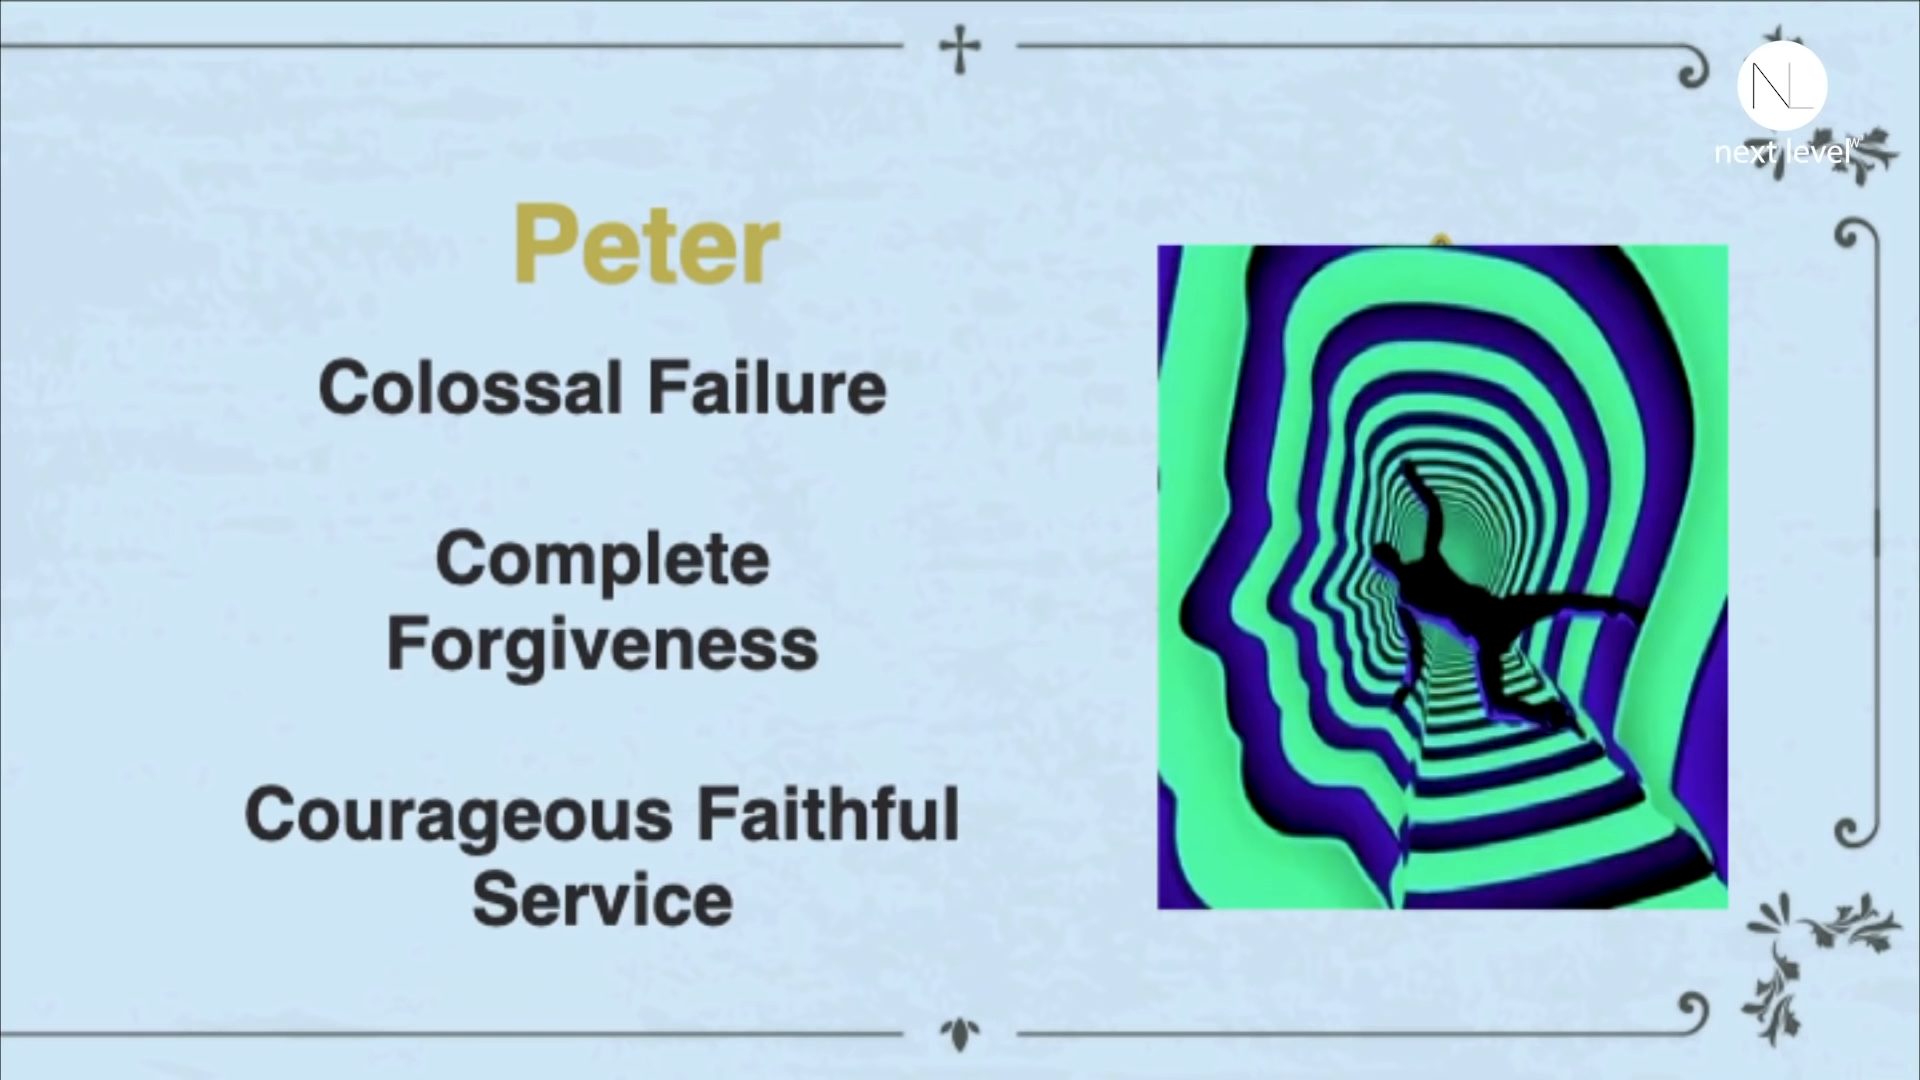 NL
next level
Peter
Colossal Failure
Complete
Forgiveness
Courageous Faithful
Service